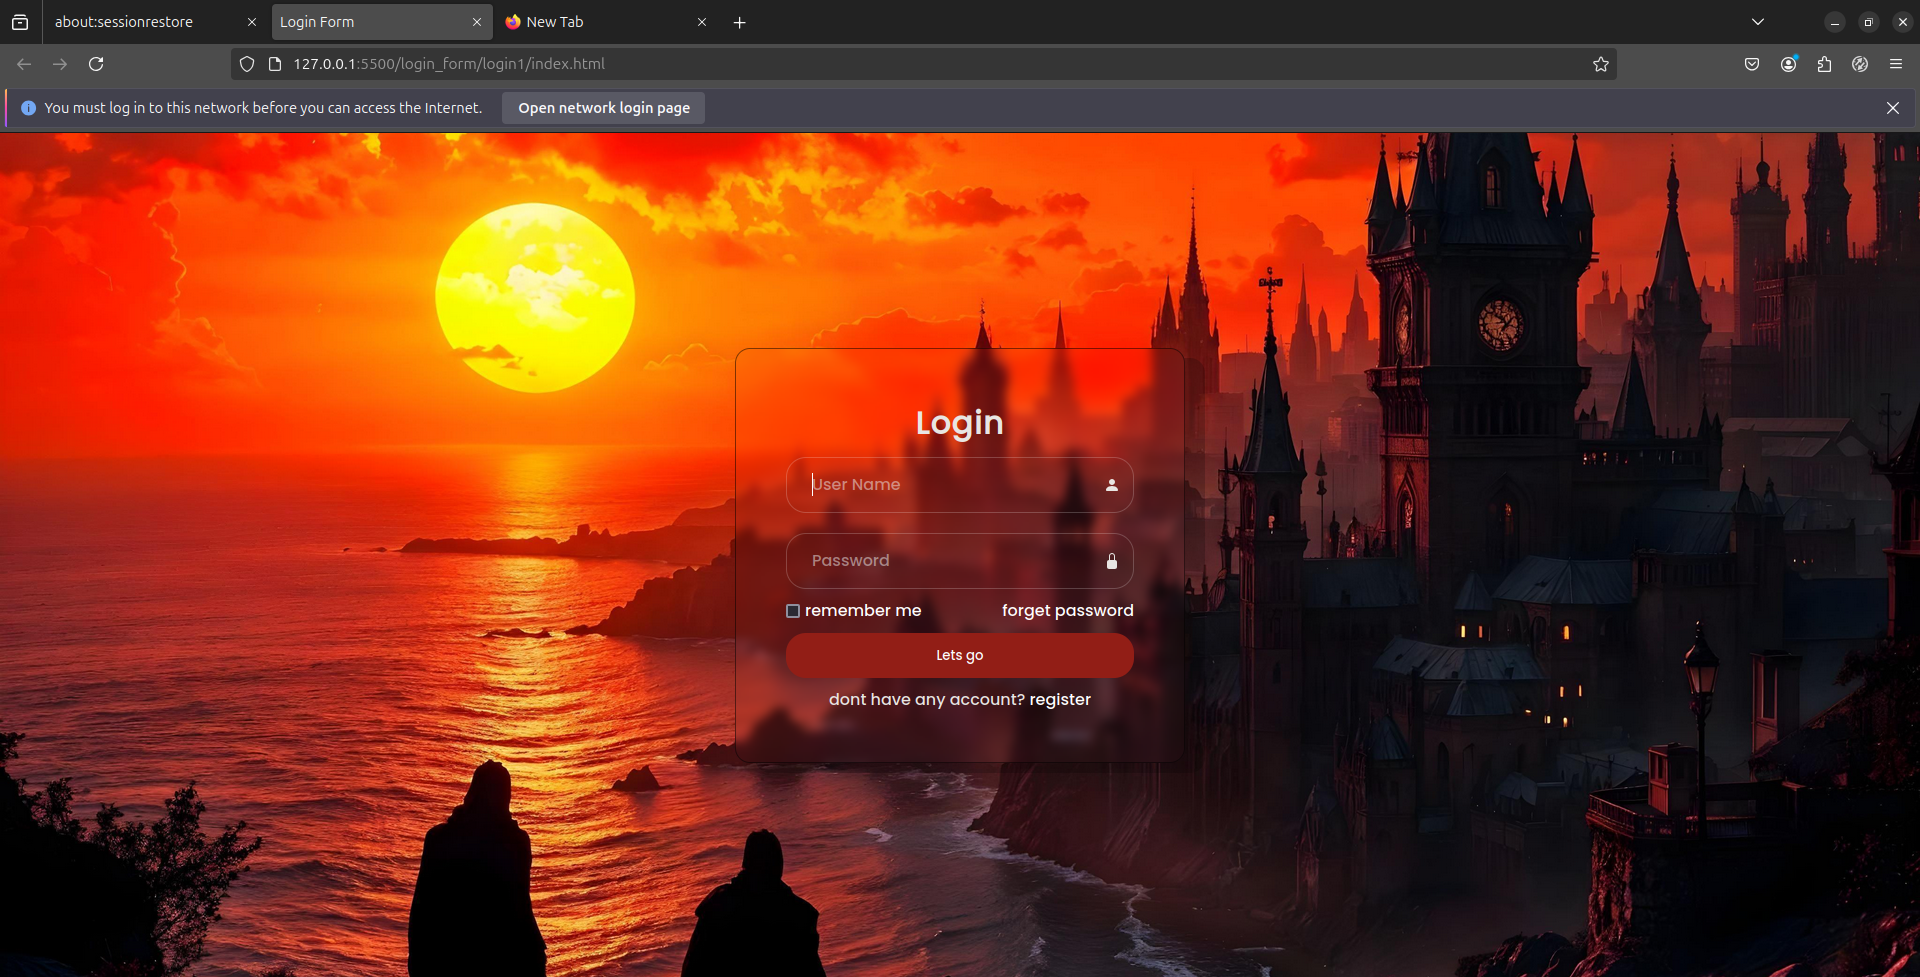 about:sessionrestore
Login Form
New Tab
127.0.0.1:5500/login_form/login1/index.html
You must log in to this network before you can access the Internet.
Open network login page
Login
User Name
Password
remember me
forget password
Lets go
dont have any account? register